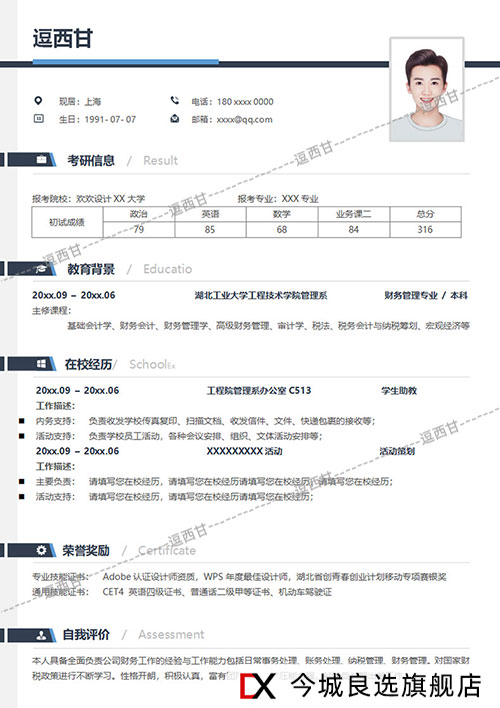 逗西甘
现居：上海
电话：180 xxxx 0000
生日：1991- 07- 07
邮箱：xxxx@qq.com
逗西甘
考研信息 / Result
报考院校：欢欢设计 XX 大学 报考专业：XXX 专业
逗西甘
初试成绩 政治 英语 数学 业务课二 总分
79 85 68 84 316
教育背景 / Educatio
逗西甘
20xx.09 – 20xx.06 湖北工业大学工程技术学院管理系 财务管理专业 / 本科
主修课程：
基础会计学、财务会计、财务管理学、高级财务管理、审计学、税法、税务会计与纳税筹划、宏观经济等
在校经历/ SchoolEx
20xx.09 – 20xx.06 工程院管理系办公室 C513 学生助教
工作描述：
■ 内务支持： 负责收发学校传真复印、扫描文档、收发信件、文件、快递包裹的接收等；
■ 活动支持： 负责学校员工活动，各种会议安排、组织、文体活动安排等；
逗西甘
20xx.09 – 20xx.06 XXXXXXXXX 活动 活动策划
工作描述：
■ 主要负责： 请填写您在校经历，请填写您在校经历请填写您在校经历，请填写您在校经历；
■ 活动支持： 请填写您在校经历，请填写您在校经历请填写您在校经历；
逗西甘
荣誉奖励 / Certificate
专业技能证书： Adobe 认证设计师资质，WPS 年度最佳设计师，湖北省创青春创业计划移动专项赛银奖
通用技能证书： CET4 英语四级证书、普通话二级甲等证书、机动车驾驶证
逗西甘
自我评价 / Assessment
本人具备全面负责公司财务工作的经验与工作能力包括日常事务处理、账务处理、纳税管理、财务管理。对国家财
税政策进行不断学习。性格开朗，积极认真，富有
DX 今城良选旗舰店